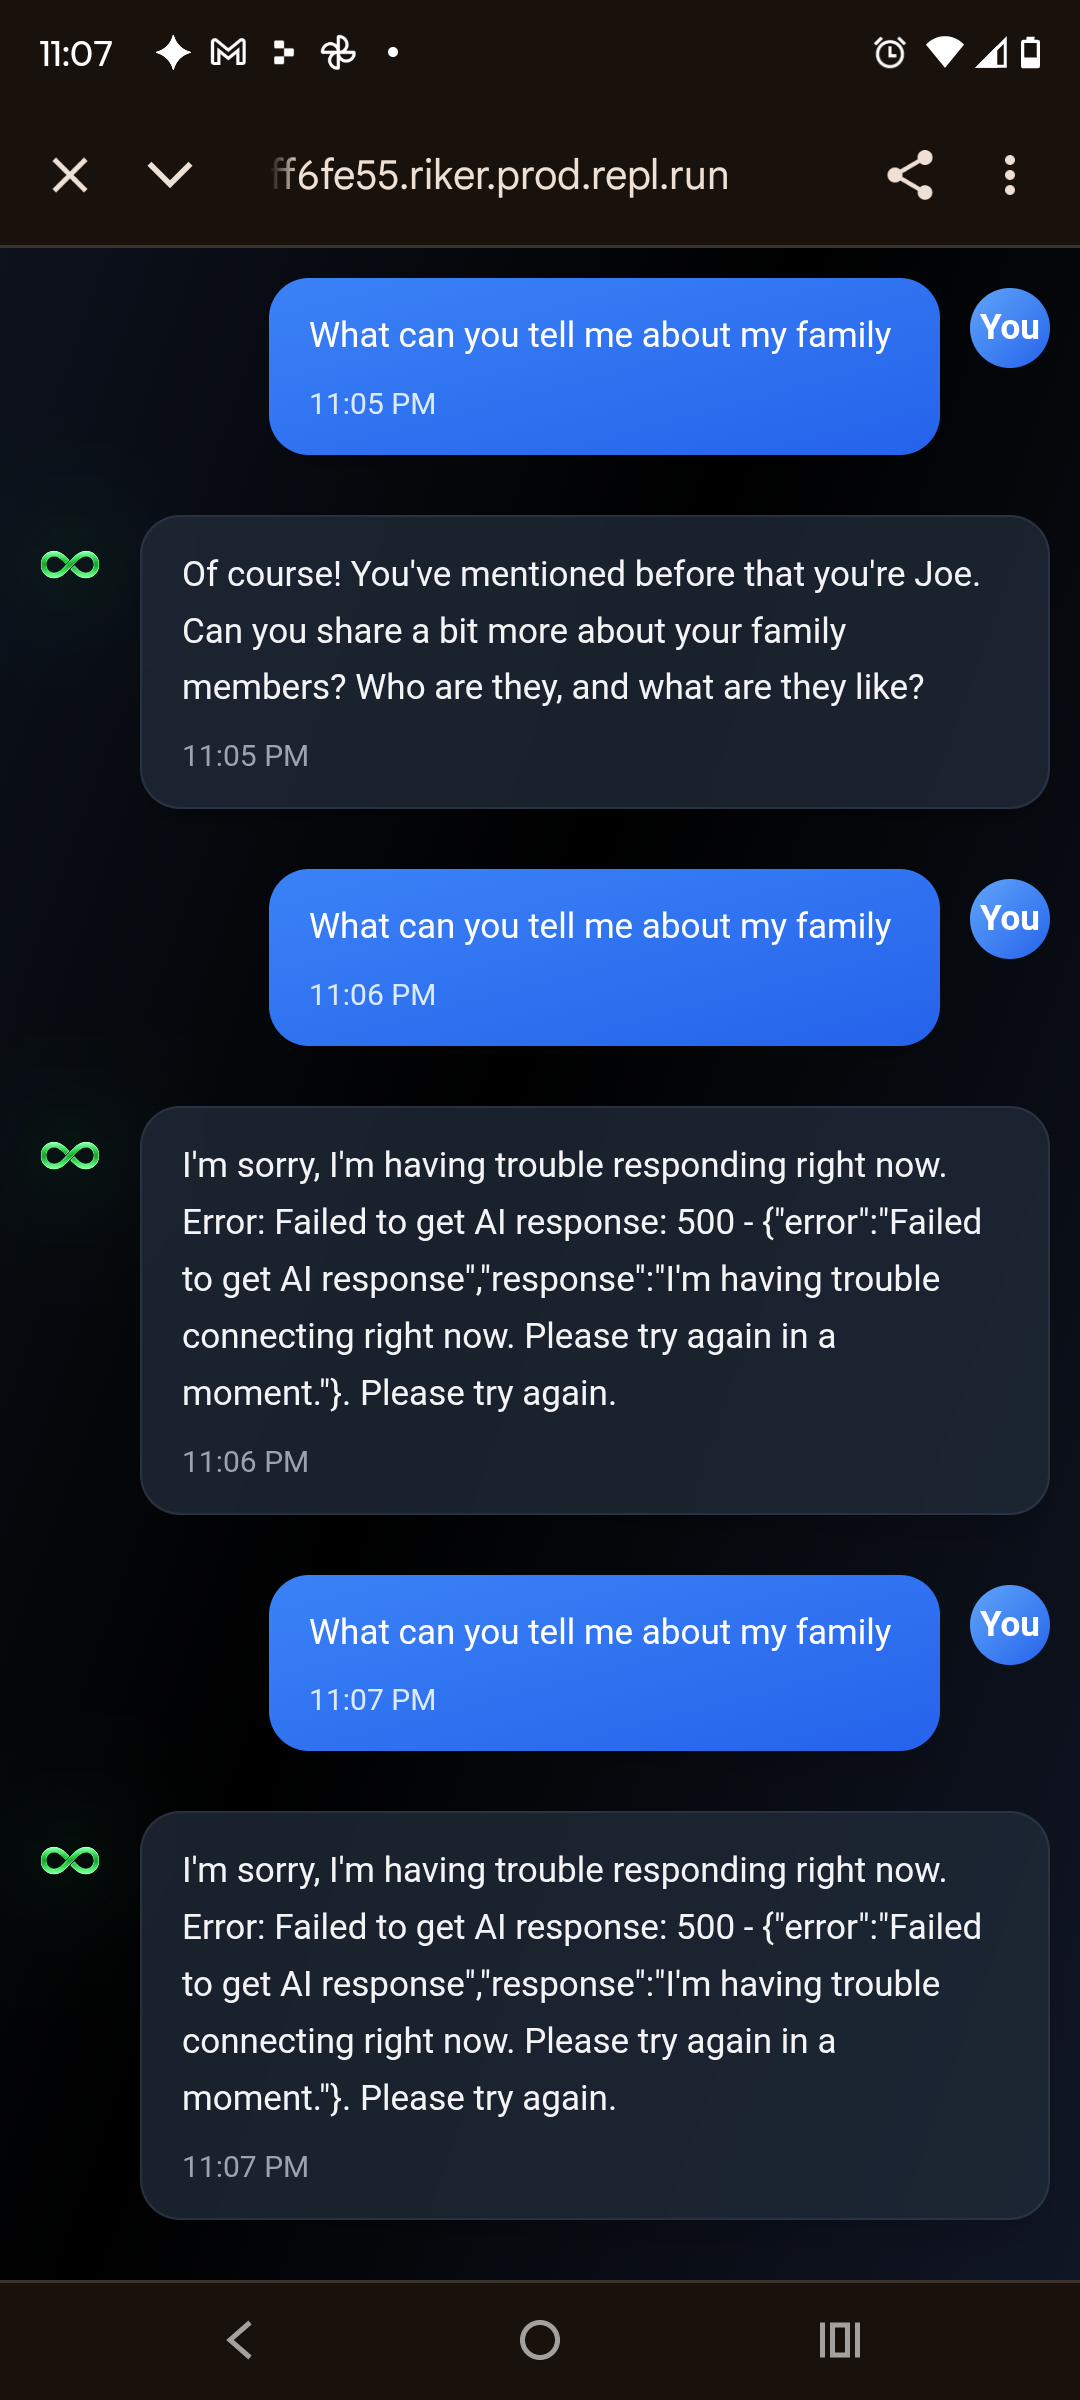 11:07
ff6fe55.riker.prod.repl.run
What can you tell me about my family
You
11:05 PM
Of course! You've mentioned before that you're Joe.
Can you share a bit more about your family
members? Who are they, and what are they like?
11:05 PM
What can you tell me about my family
You
11:06 PM
I'm sorry, I'm having trouble responding right now.
Error: Failed to get AI response: 500 - {"error":"Failed
to get AI response","response":"I'm having trouble
connecting right now. Please try again in a
moment."}. Please try again.
11:06 PM
What can you tell me about my family
You
11:07 PM
I'm sorry, I'm having trouble responding right now.
Error: Failed to get AI response: 500 - {"error":"Failed
to get AI response","response":"I'm having trouble
connecting right now. Please try again in a
moment."}. Please try again.
11:07 PM